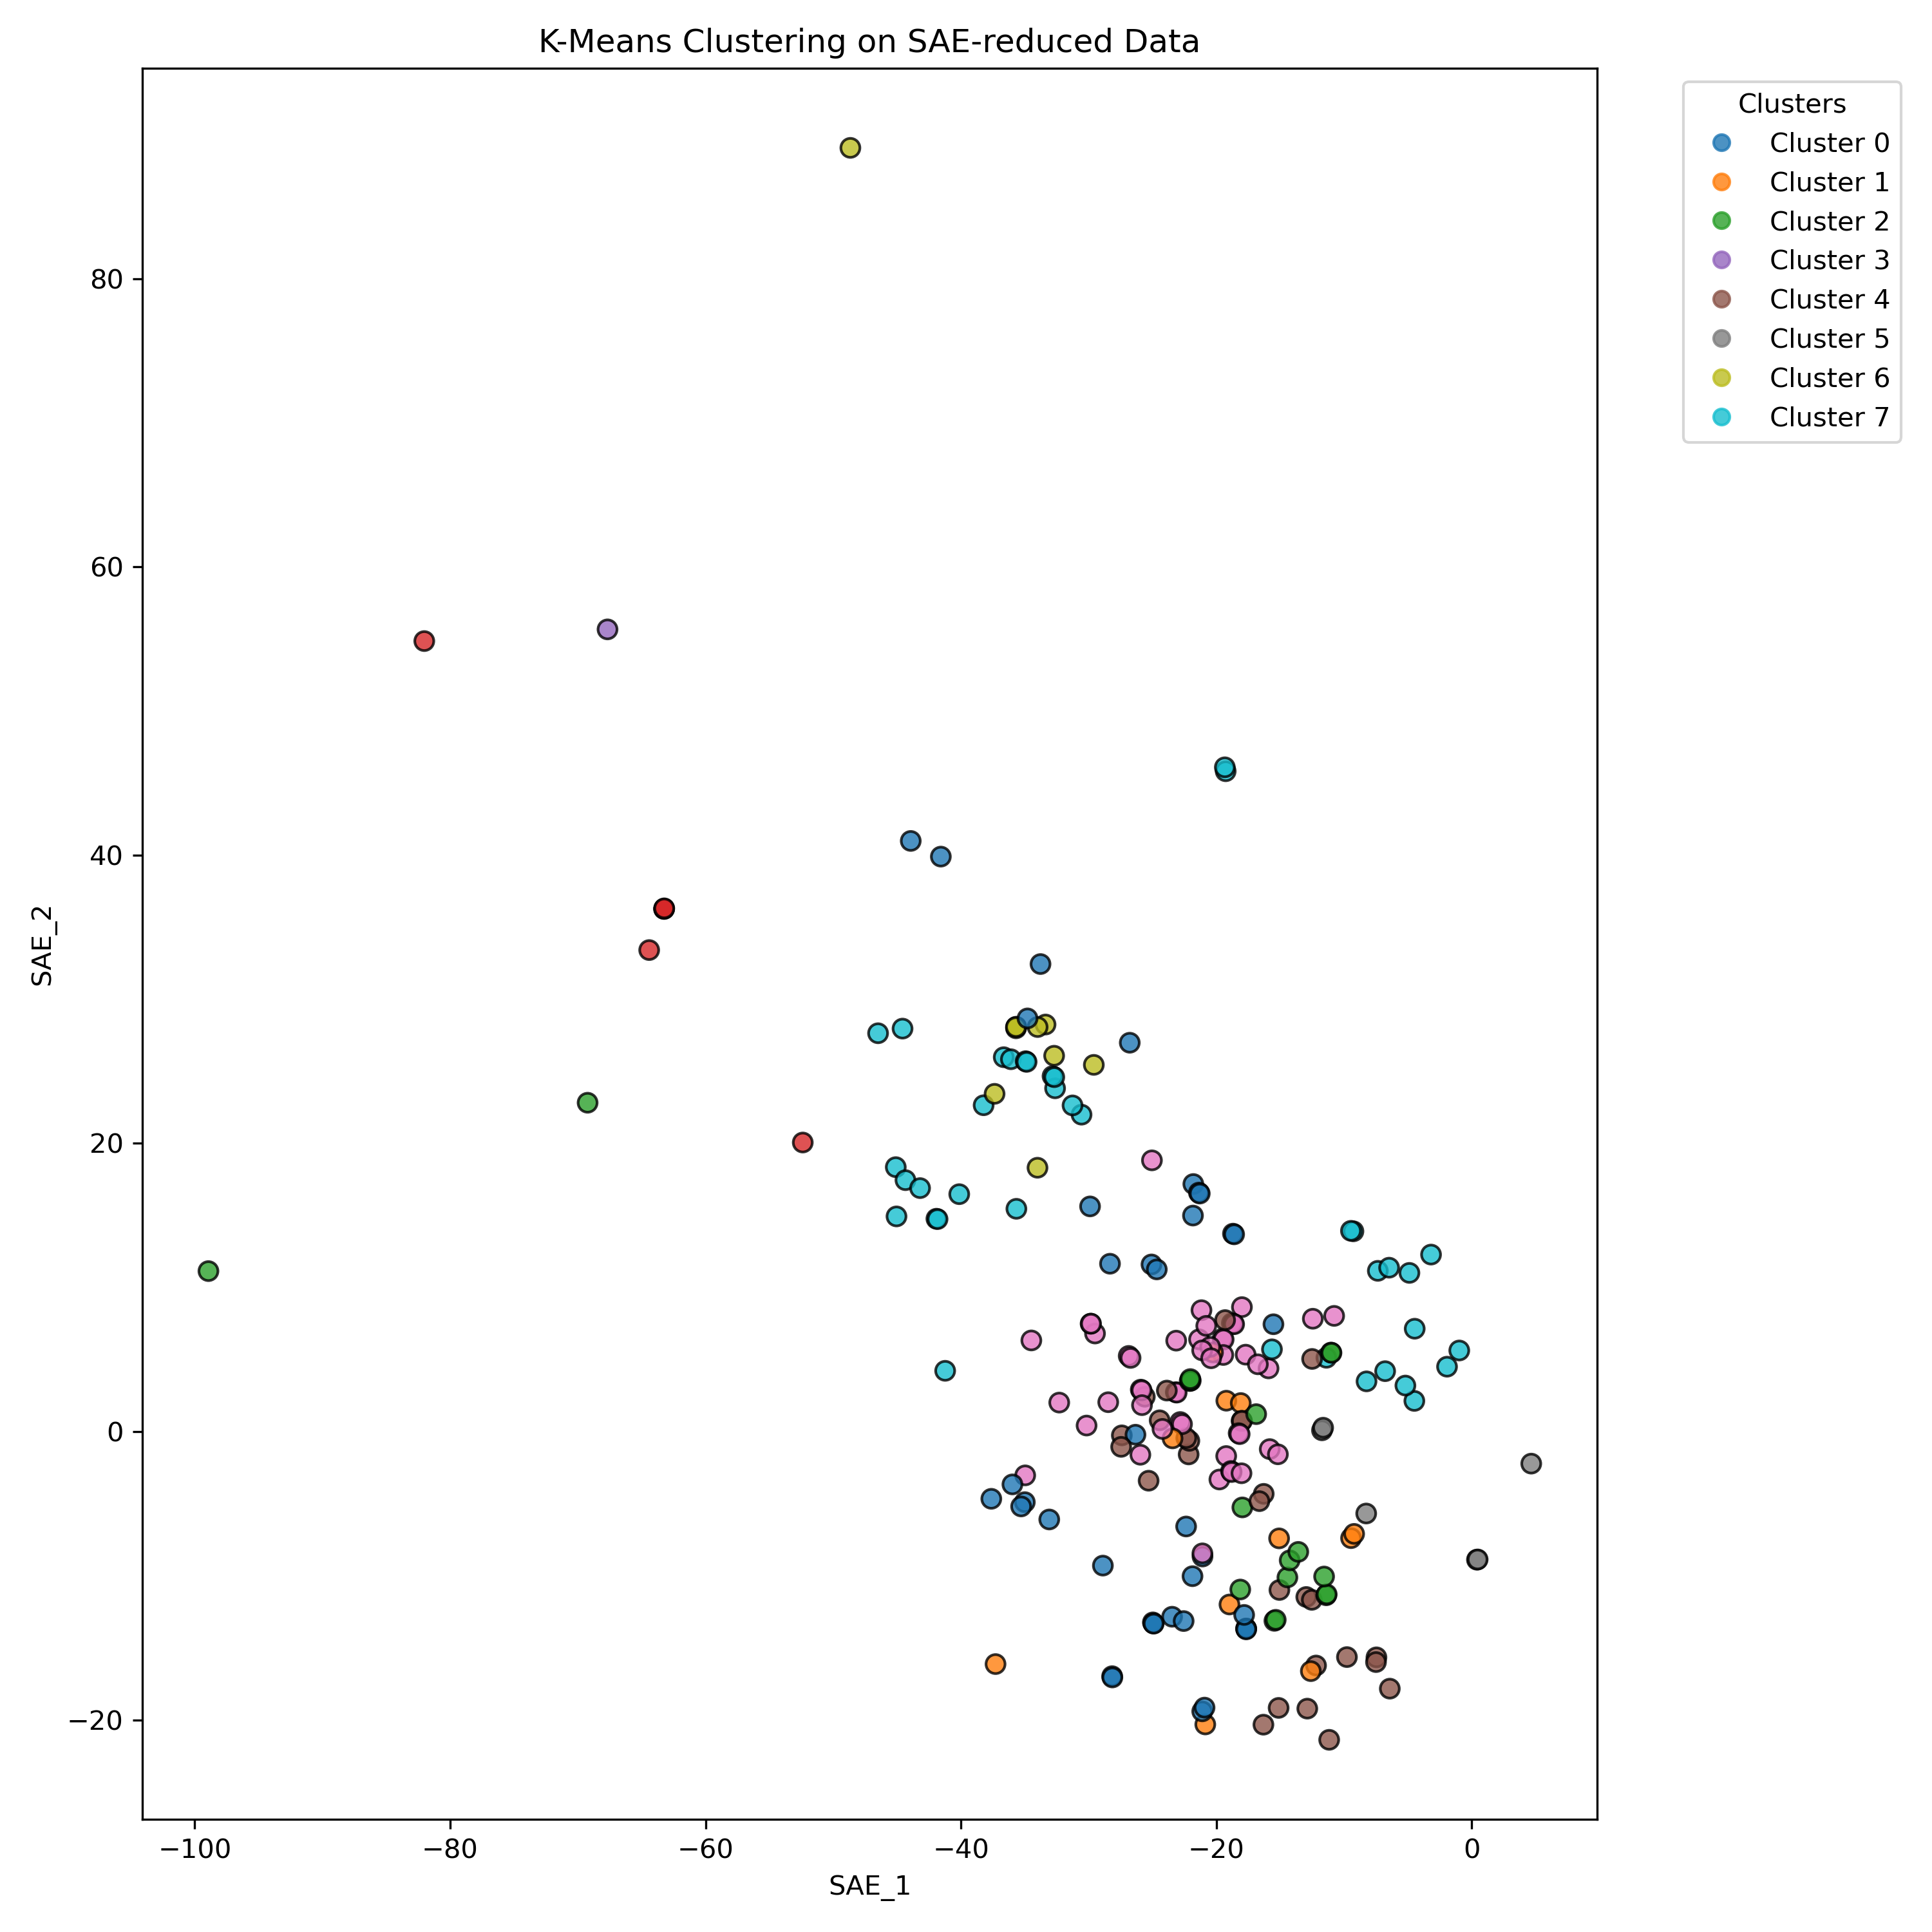 K-Means Clustering on SAE-reduced Data
Clusters
Cluster 0
Cluster 1
Cluster 2
Cluster 3
Cluster 4
Cluster 5
Cluster 6
Cluster 7
80
60
40
20
0
−20
SAE_2
−100
−80
−60
−40
−20
0
SAE_1